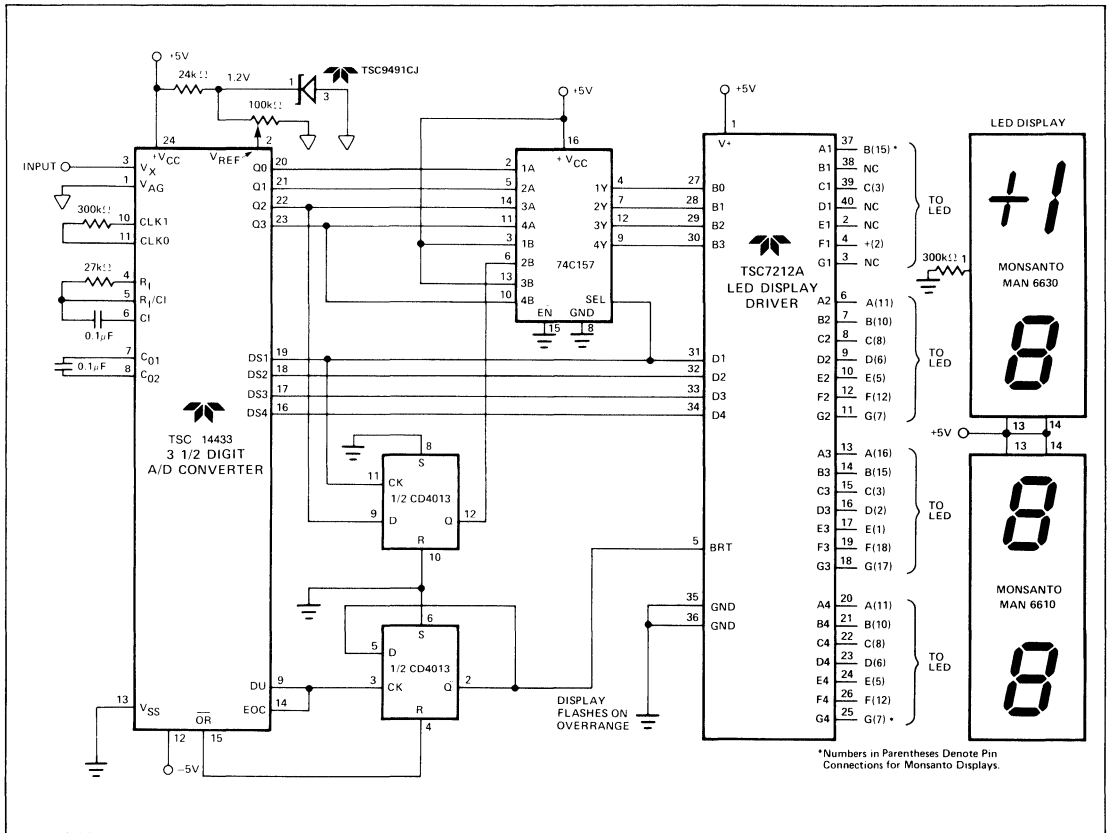 +5V
24kΩ
1.2V
1
3
TSC9491CJ
100kΩ
24
2
+VCC
VREF
INPUT
3
VX
1
VAG
300kΩ
10
CLK1
11
CLK0
27kΩ
4
RI
5
RI/CI
6
CI
0.1µF
7
C01
8
C02
0.1µF
TSC 14433
3 1/2 DIGIT
A/D CONVERTER
Q0
20
Q1
21
Q2
22
Q3
23
DS1
19
DS2
18
DS3
17
DS4
16
DU
9
EOC
14
13
VSS
OR
12
15
-5V
+5V
16
+ VCC
2
1A
5
2A
14
3A
11
4A
3
1B
6
2B
13
3B
10
4B
1Y
4
2Y
7
3Y
12
4Y
9
74C157
SEL
EN
GND
15
8
8
S
11
CK
1/2 CD4013
9
D
Q
12
R
10
6
S
5
D
1/2 CD4013
3
CK
Q
2
R
4
DISPLAY
FLASHES ON
OVERRANGE
+5V
1
V+
27
B0
28
B1
29
B2
30
B3
TSC7212A
LED DISPLAY
DRIVER
31
D1
32
D2
33
D3
34
D4
5
BRT
35
GND
36
GND
A1 37 B(15) *
B1 38 NC
C1 39 C(3)
D1 40 NC
E1 2 NC
F1 4 +(2)
G1 3 NC
TO
LED
A2 6 A(11)
B2 7 B(10)
C2 8 C(8)
D2 9 D(6)
E2 10 E(5)
F2 12 F(12)
G2 11 G(7)
TO
LED
A3 13 A(16)
B3 14 B(15)
C3 15 C(3)
D3 16 D(2)
E3 17 E(1)
F3 19 F(18)
G3 18 G(17)
TO
LED
A4 20 A(11)
B4 21 B(10)
C4 22 C(8)
D4 23 D(6)
E4 24 E(5)
F4 26 F(12)
G4 25 G(7) *
TO
LED
LED DISPLAY
+1
300kΩ
1
MONSANTO
MAN 6630
8
+5V
13
14
13
14
8
MONSANTO
MAN 6610
8
*Numbers in Parentheses Denote Pin
Connections for Monsanto Displays.